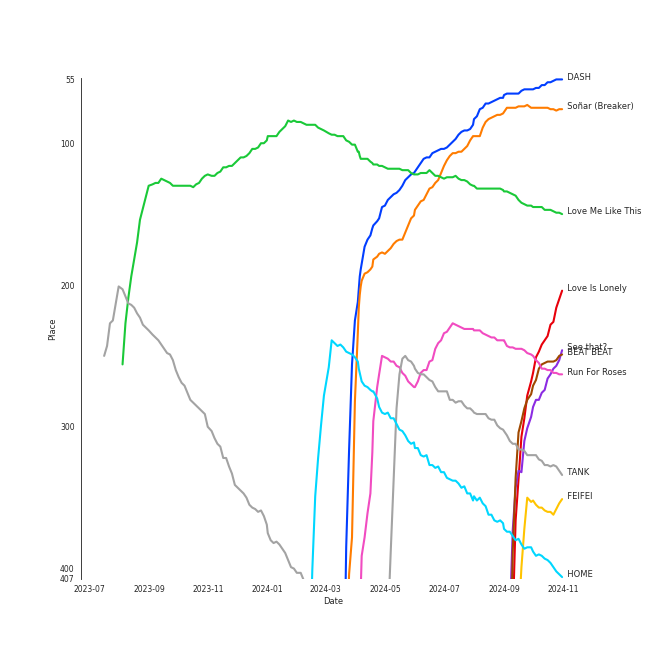 55
100
200
300
400
407
Place
2023-07
2023-09
2023-11
2024-01
2024-03
2024-05
2024-07
2024-09
2024-11
Date
DASH
Soñar (Breaker)
Love Me Like This
Love Is Lonely
See that?
BEAT BEAT
Run For Roses
TANK
FEIFEI
HOME